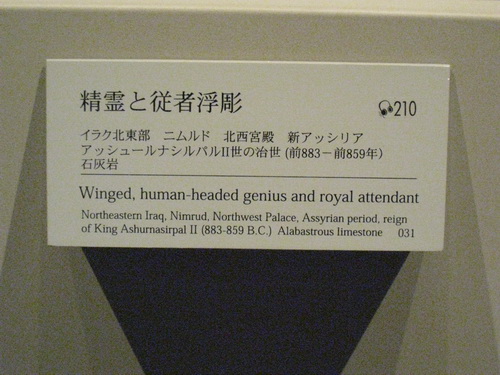 精霊と従者浮彫
210
イラク北東部　ニムルド　北西宮殿　新アッシリア
アッシュールナシルパルII世の治世 (前883－前859年)
石灰岩
Winged, human-headed genius and royal attendant
Northeastern Iraq, Nimrud, Northwest Palace, Assyrian period, reign
of King Ashurnasirpal II (883-859 B.C.) Alabastrous limestone 031